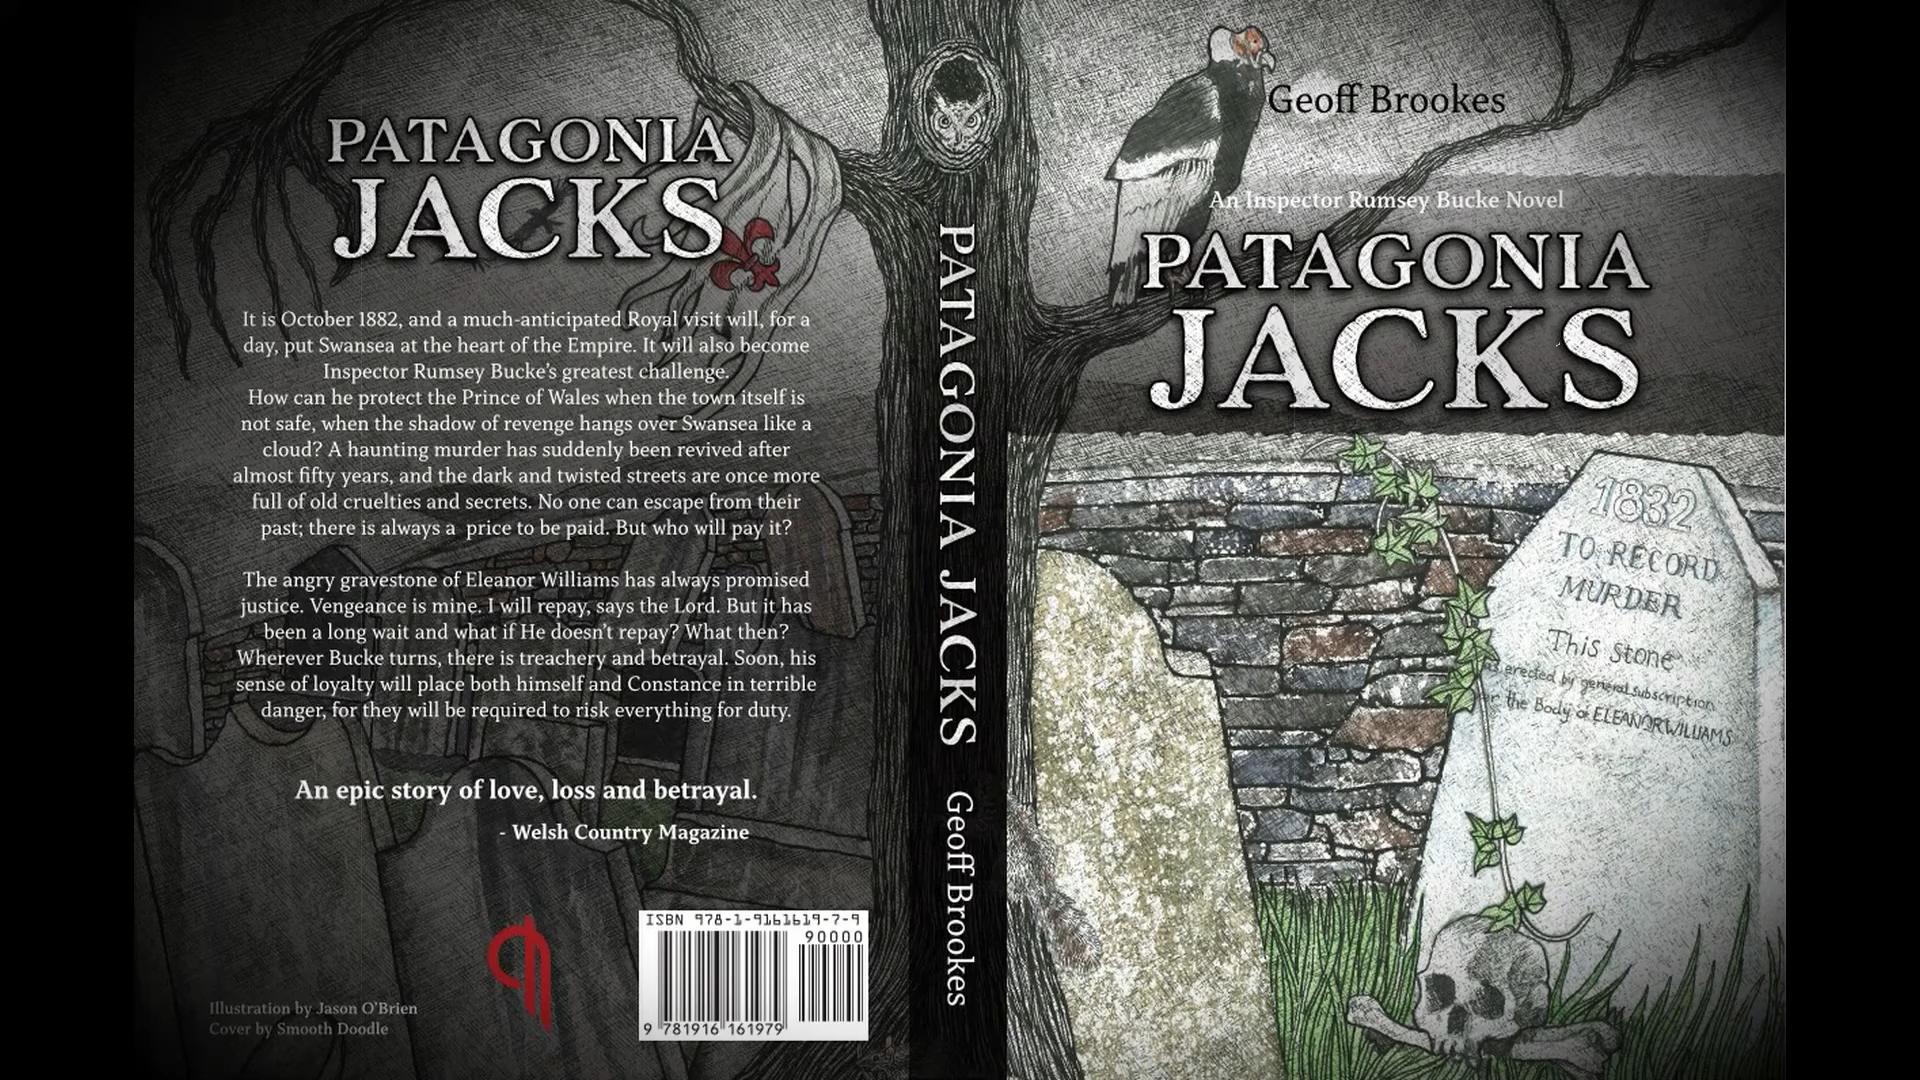 PATAGONIA
JACKS
It is October 1882, and a much-anticipated Royal visit will, for a
day, put Swansea at the heart of the Empire. It will also become
Inspector Rumsey Bucke's greatest challenge.
How can he protect the Prince of Wales when the town itself is
not safe, when the shadow of revenge hangs over Swansea like a
cloud? A haunting murder has suddenly been revived after
almost fifty years, and the dark and twisted streets are once more
full of old cruelties and secrets. No one can escape from their
past; there is always a price to be paid. But who will pay it?
The angry gravestone of Eleanor Williams has always promised
justice. Vengeance is mine. I will repay, says the Lord. But it has
been a long wait and what if He doesn't repay? What then?
Wherever Bucke turns, there is treachery and betrayal. Soon, his
sense of loyalty will place both himself and Constance in terrible
danger, for they will be required to risk everything for duty.
An epic story of love, loss and betrayal.
- Welsh Country Magazine
Illustration by Jason O'Brien
Cover by Smooth Doodle
ISBN 978-1-9161619-7-9
90000
9 781916 161979
PATAGONIA JACKS Geoff Brookes
Geoff Brookes
An Inspector Rumsey Bucke Novel
PATAGONIA
JACKS
1832
TO RECORD
MURDER
This Stone
erected by general subscription
the Body of ELEANOR WILLIAMS